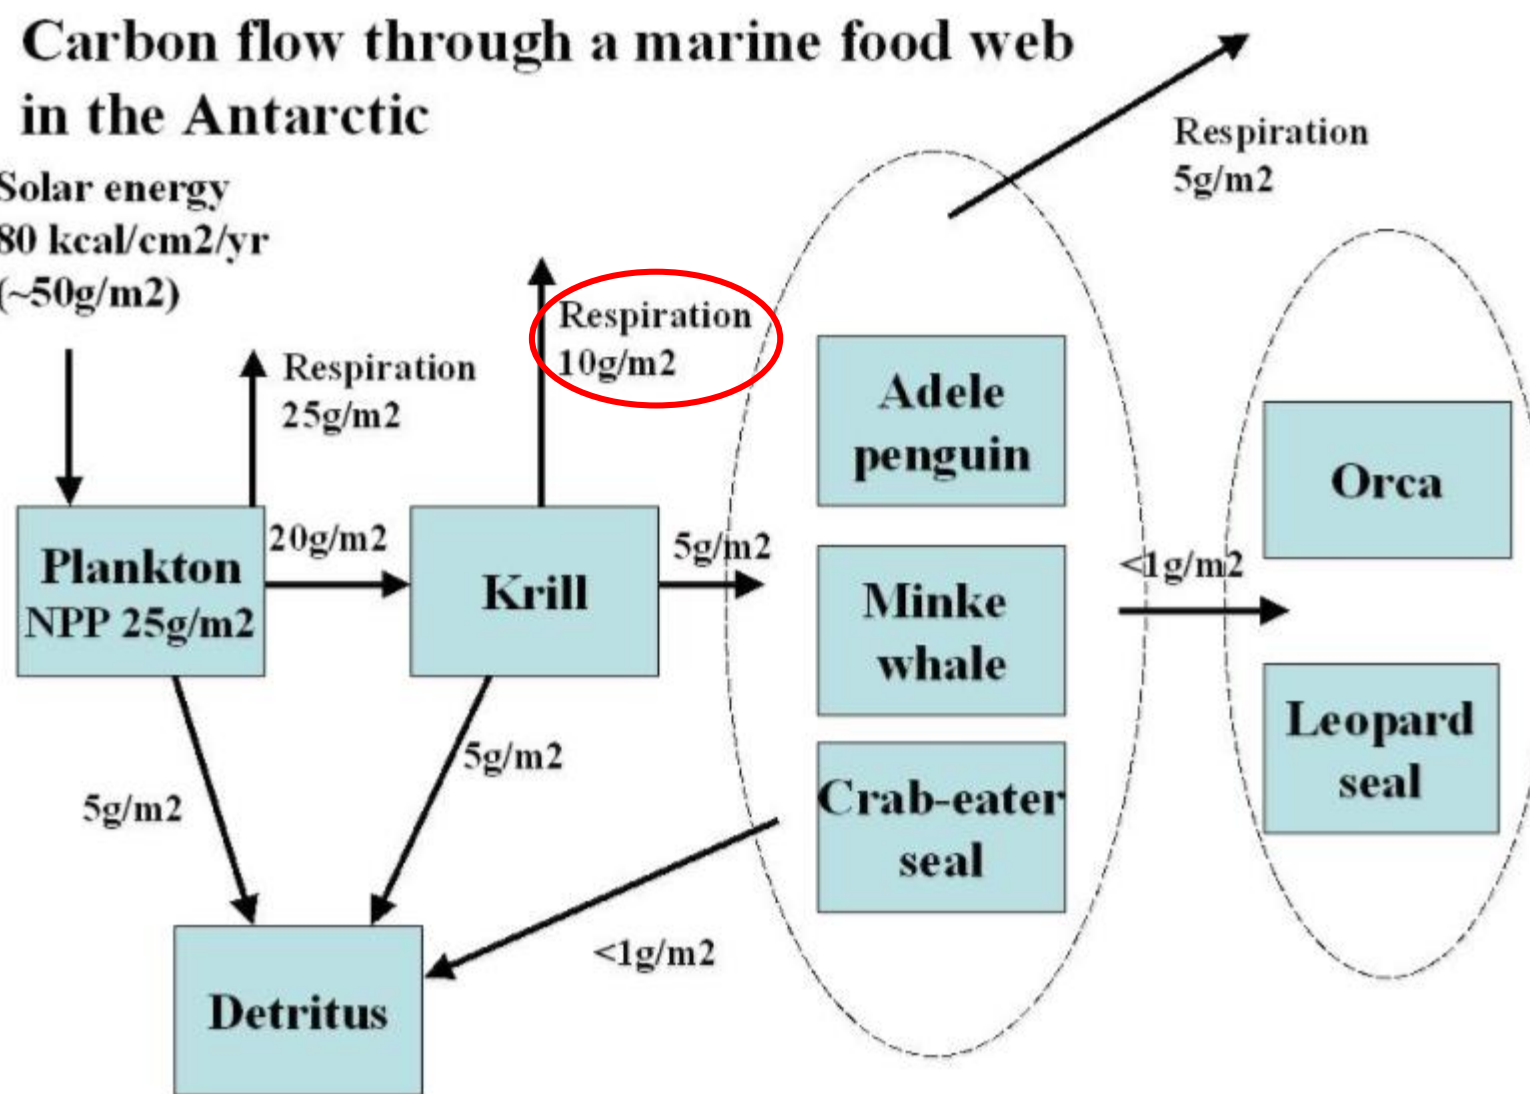 Carbon flow through a marine food web
in the Antarctic
Solar energy
80 kcal/cm2/yr
(~50g/m2)
Respiration
25g/m2
Respiration
10g/m2
Respiration
5g/m2
Plankton
NPP 25g/m2
20g/m2
Krill
5g/m2
Adele
penguin
Minke
whale
Crab-eater
seal
<1g/m2
Orca
Leopard
seal
5g/m2
5g/m2
<1g/m2
Detritus